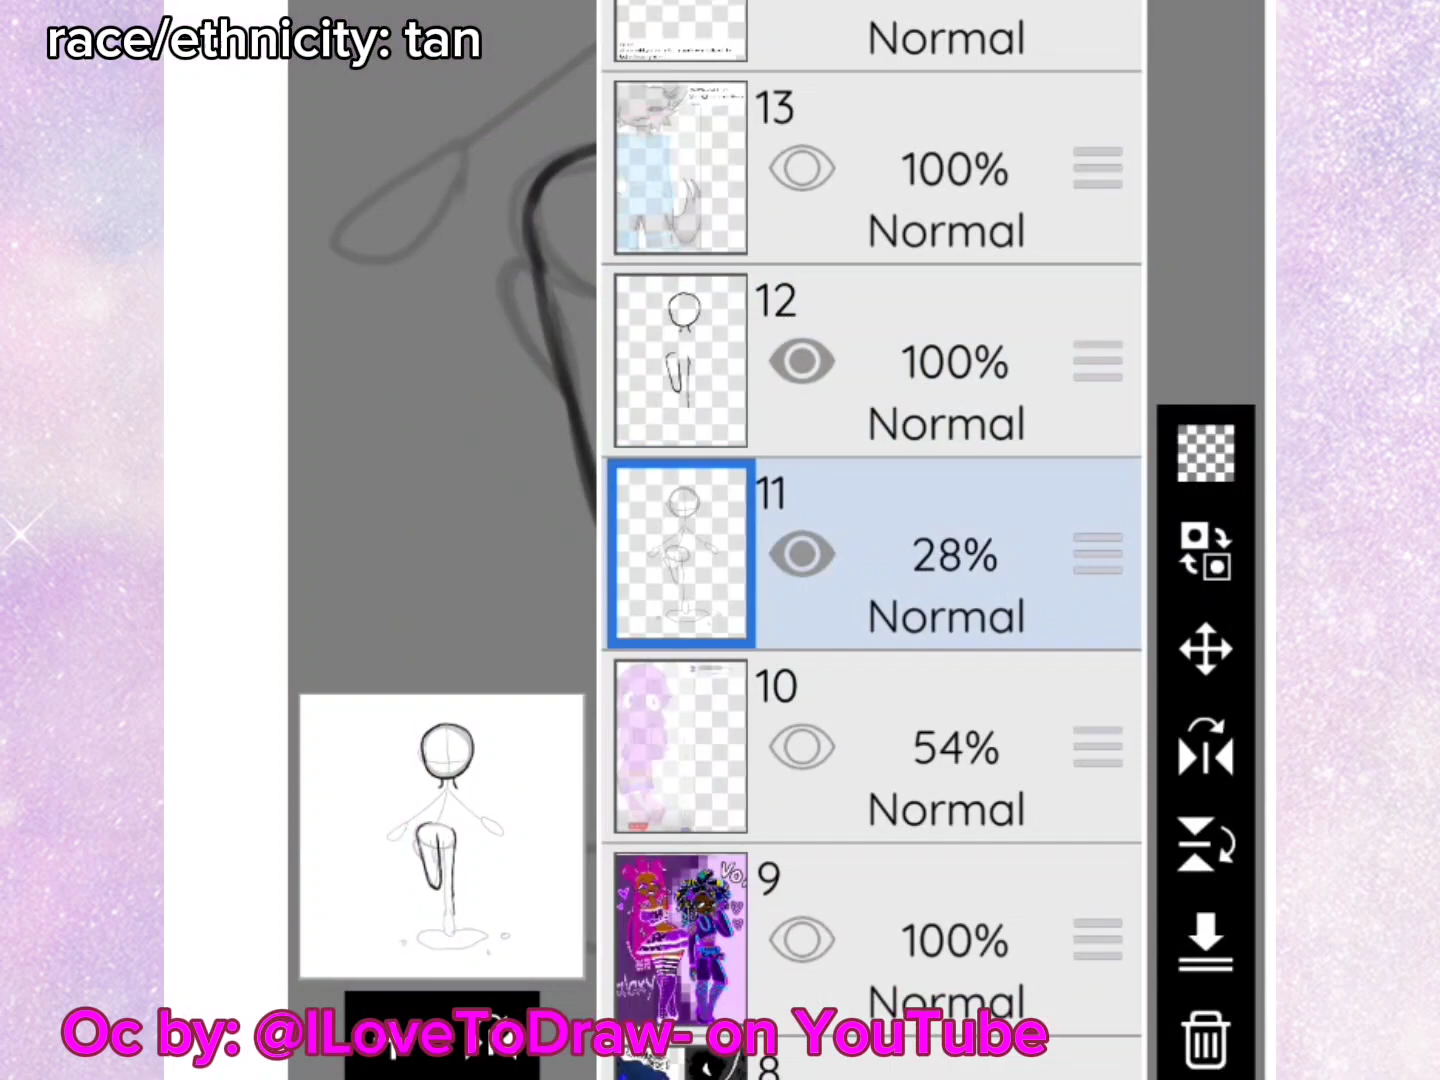 race/ethnicity: tan
Normal
13
100%
Normal
12
100%
Normal
11
28%
Normal
10
54%
Normal
9
100%
Normal
8
Oc by: @ILoveToDraw- on YouTube